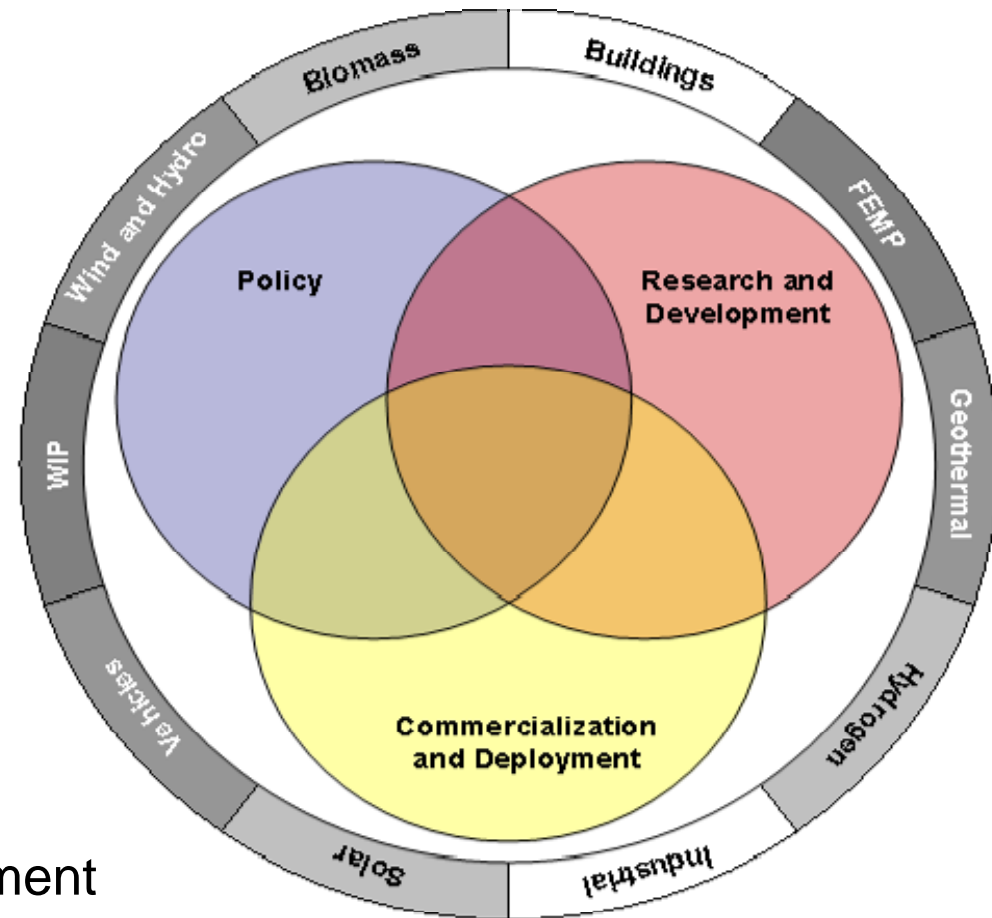 Biomass
Buildings
Wind and Hydro
FEMP
Policy
Research and
Development
WIP
Geothermal
Vehicles
Hydrogen
Commercialization
and Deployment
Solar
Industrial
ment